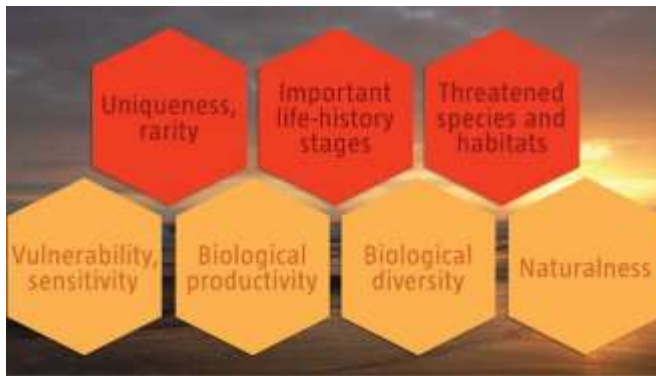 Uniqueness,
rarity
Important
life-history
stages
Threatened
species and
habitats
Vulnerability,
sensitivity
Biological
productivity
Biological
diversity
Naturalness